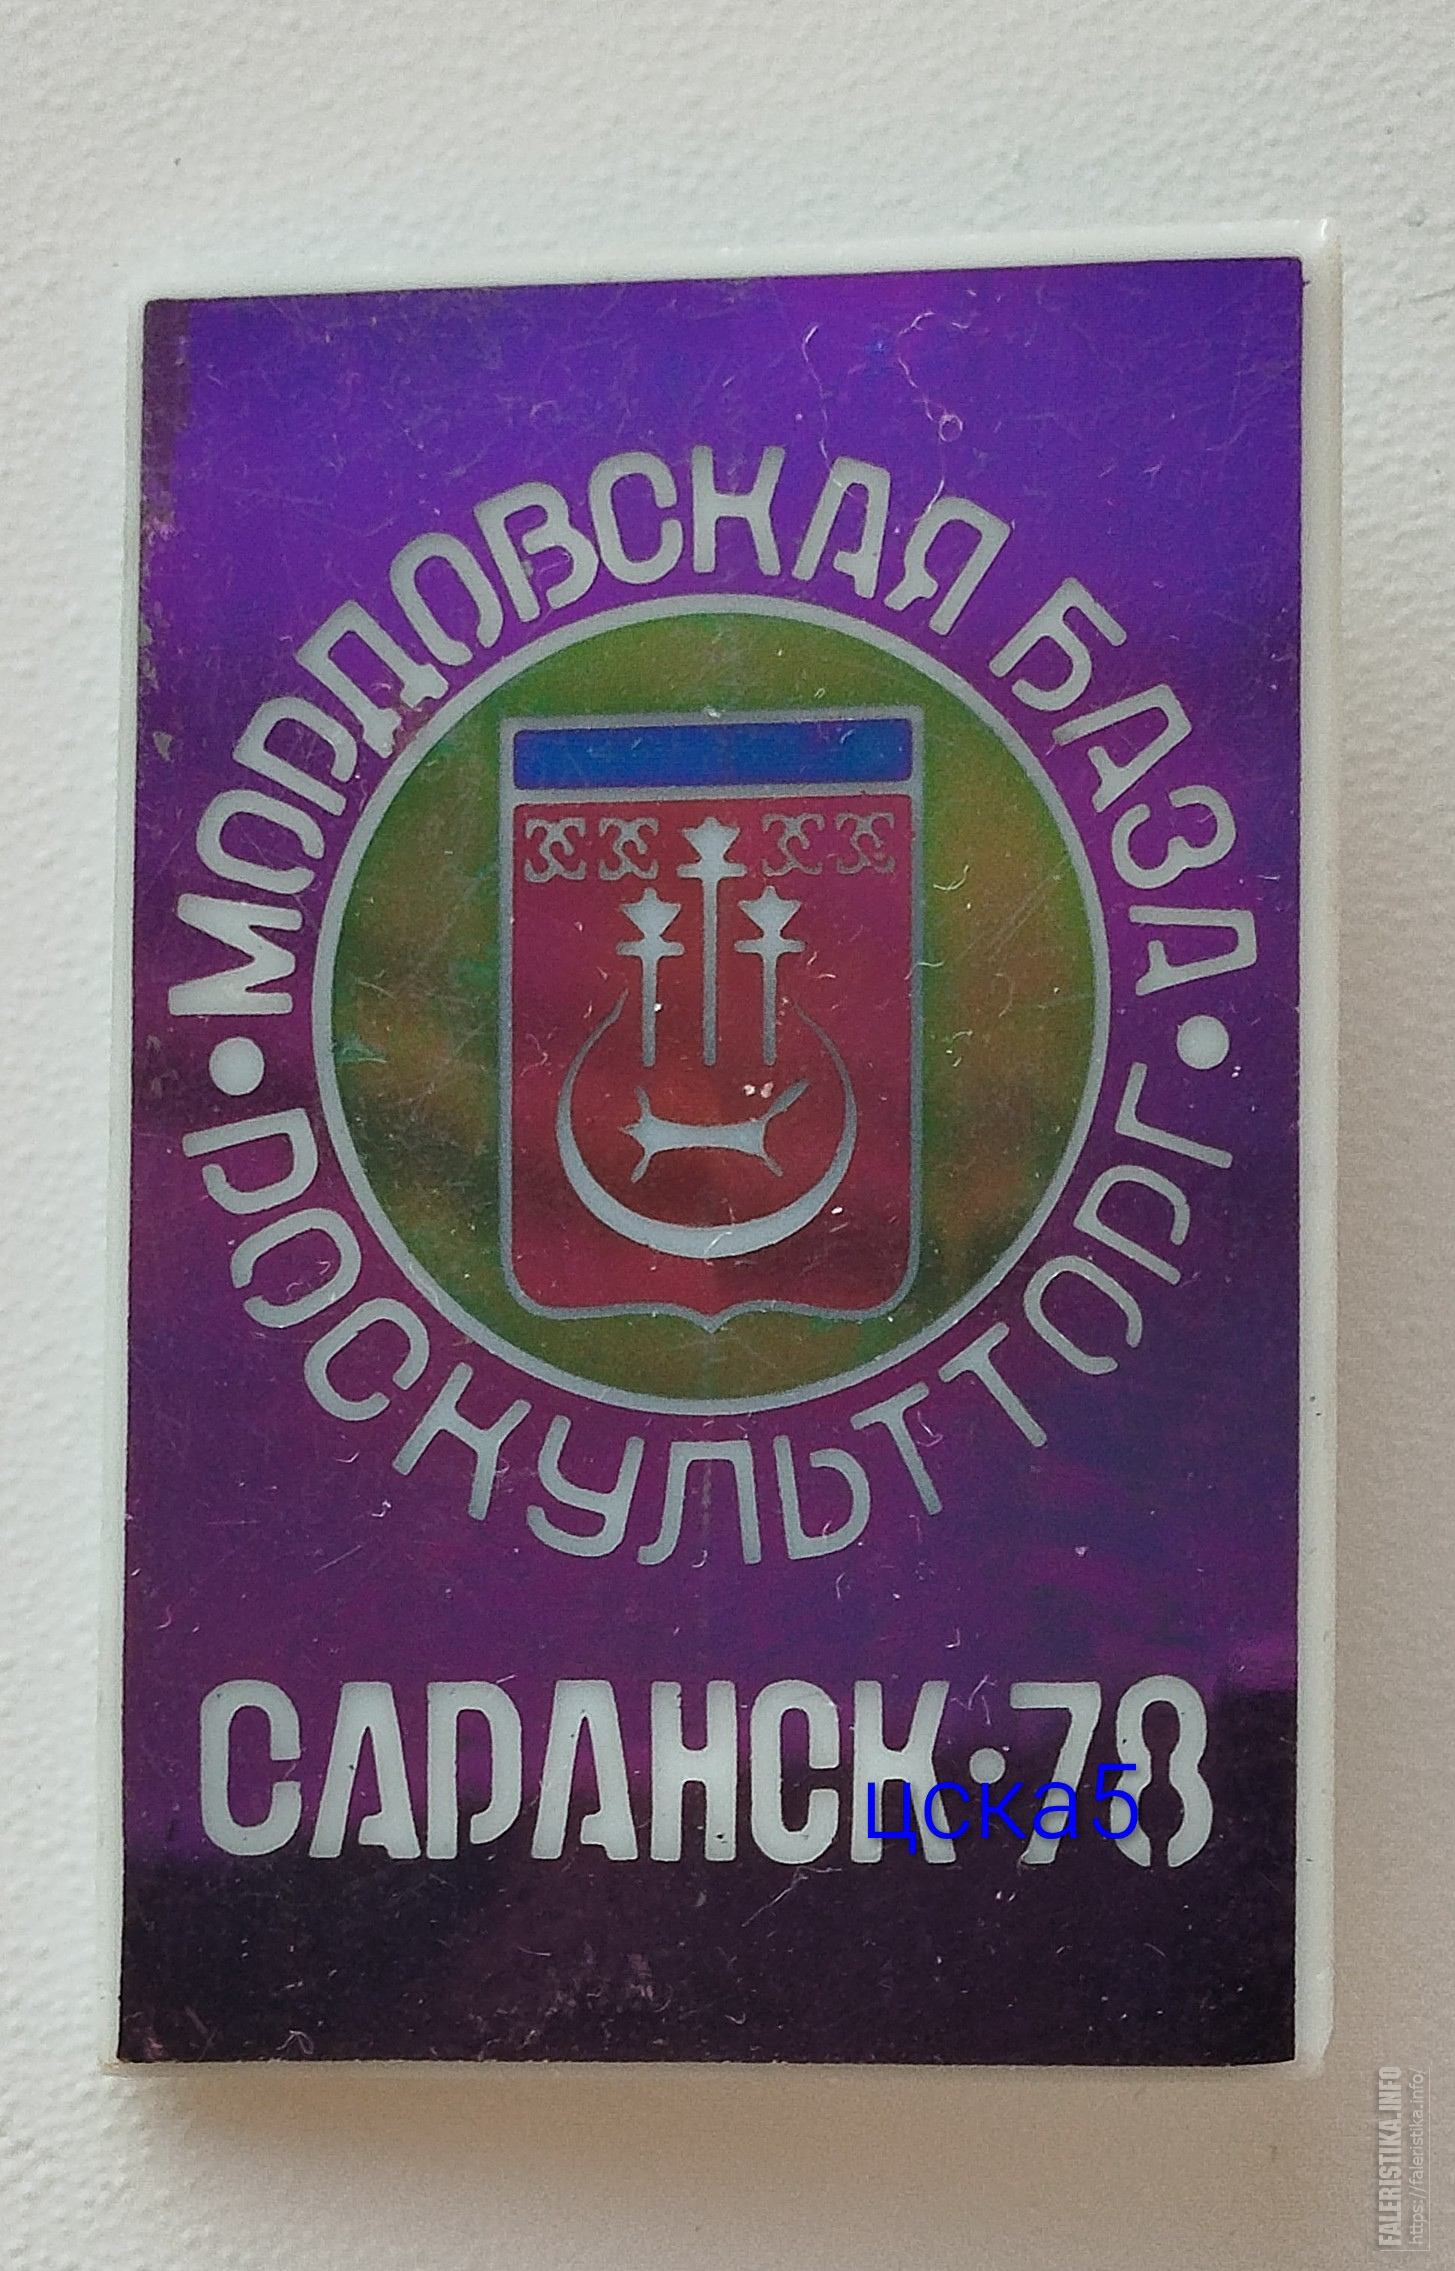 МОРДОВСКАЯ БАЗА
РОСКУЛЬТТОРГ
САРАНСК·78
цска5
FALERISTIKA.INFO
https://faleristika.info/